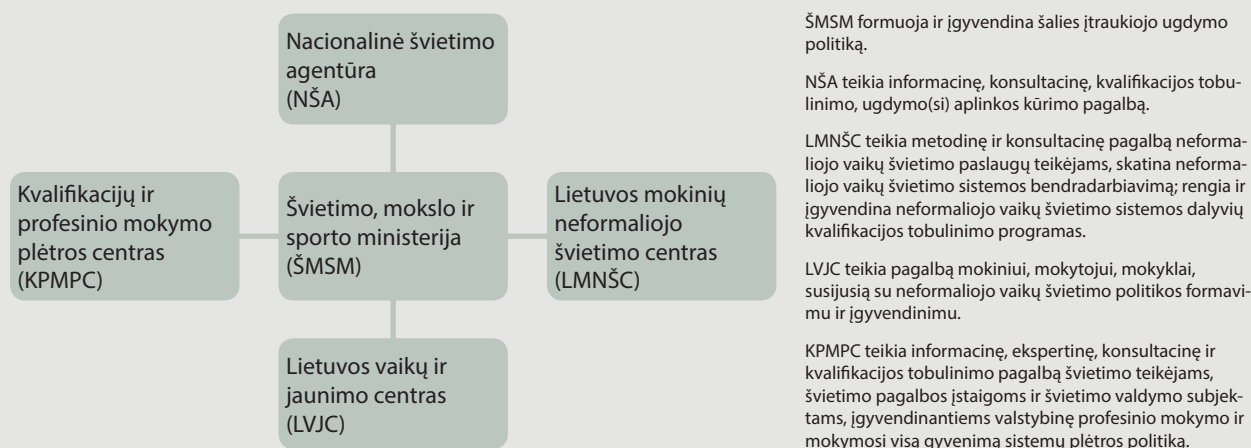 Nacionalinė švietimo
agentūra
(NŠA)
Kvalifikacijų ir
profesinio mokymo
plėtros centras
(KPMPC)
Švietimo, mokslo ir
sporto ministerija
(ŠMSM)
Lietuvos mokinių
neformaliojo
švietimo centras
(LMNŠC)
Lietuvos vaikų ir
jaunimo centras
(LVJC)
ŠMSM formuoja ir įgyvendina šalies įtraukiojo ugdymo
politiką.
NŠA teikia informacinę, konsultacinę, kvalifikacijos tobu-
linimo, ugdymo(si) aplinkos kūrimo pagalbą.
LMNŠC teikia metodinę ir konsultacinę pagalbą neforma-
liojo vaikų švietimo paslaugų teikėjams, skatina neforma-
liojo vaikų švietimo sistemos bendradarbiavimą; rengia ir
įgyvendina neformaliojo vaikų švietimo sistemos dalyvių
kvalifikacijos tobulinimo programas.
LVJC teikia pagalbą mokiniui, mokytojui, mokyklai,
susijusią su neformaliojo vaikų švietimo politikos formavi-
mu ir įgyvendinimu.
KPMPC teikia informacinę, ekspertinę, konsultacinę ir
kvalifikacijos tobulinimo pagalbą švietimo teikėjams,
švietimo pagalbos įstaigoms ir švietimo valdymo subjek-
tams, įgyvendinantiems valstybinę profesinio mokymo ir
mokymosi visą gyvenimą sistemų plėtros politiką.